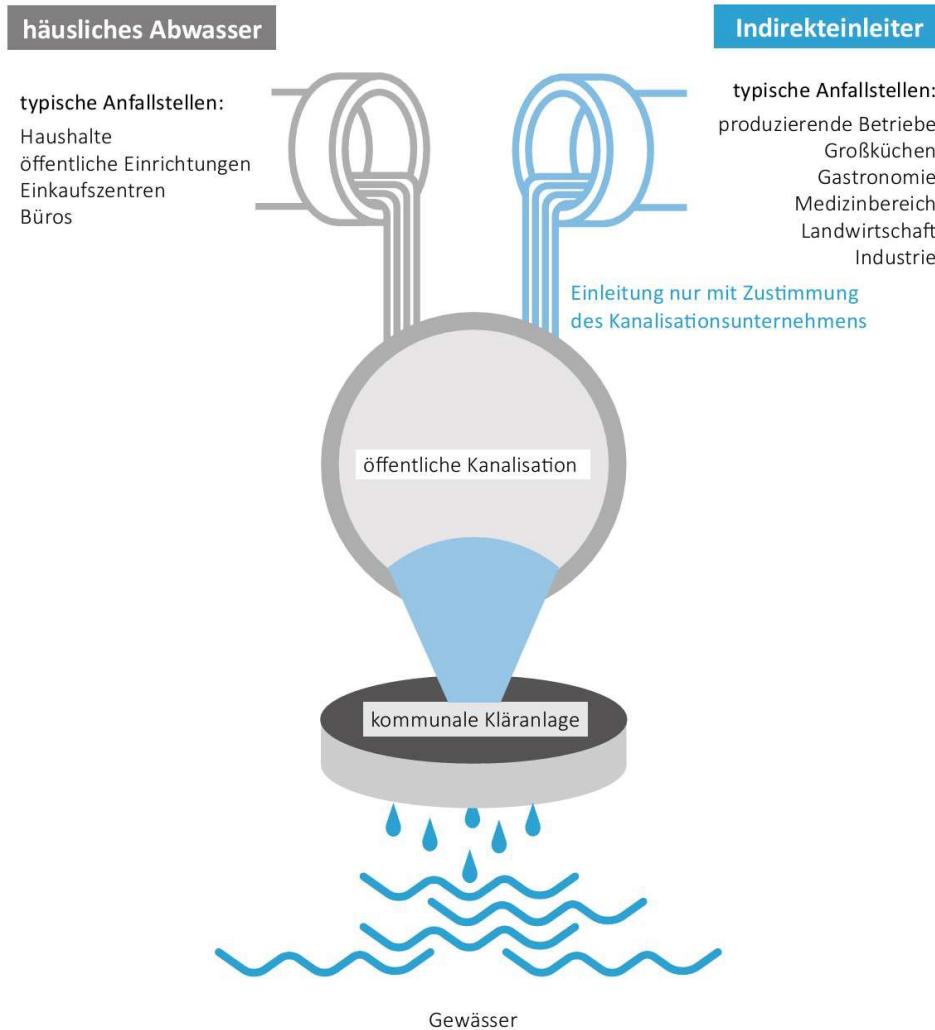 häusliches Abwasser
typische Anfallstellen:
Haushalte
öffentliche Einrichtungen
Einkaufszentren
Büros
Indirekteinleiter
typische Anfallstellen:
produzierende Betriebe
Großküchen
Gastronomie
Medizinbereich
Landwirtschaft
Industrie
Einleitung nur mit Zustimmung
des Kanalisationsunternehmens
öffentliche Kanalisation
kommunale Kläranlage
Gewässer